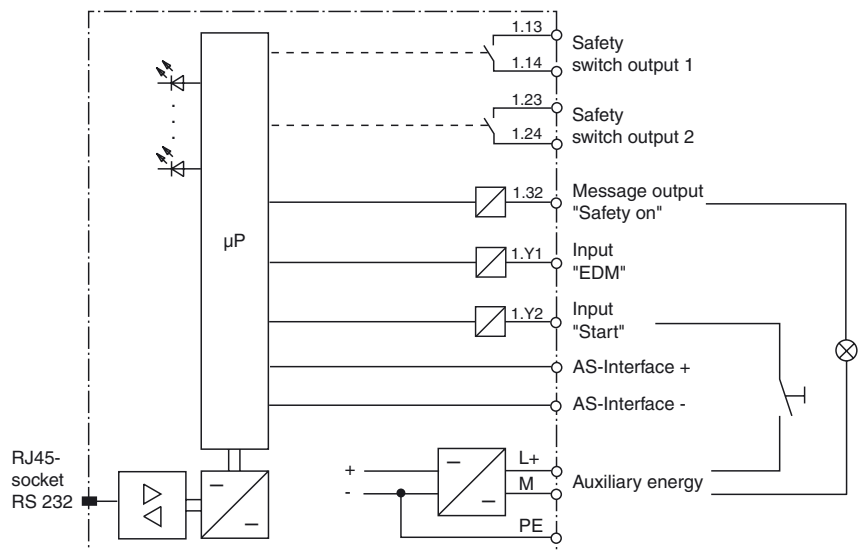 1.13
Safety
switch output 1
1.14
1.23
Safety
switch output 2
1.24
1.32
Message output
"Safety on"
µP
1.Y1
Input
"EDM"
1.Y2
Input
"Start"
AS-Interface +
AS-Interface -
RJ45-
socket
RS 232
+
-
L+
M
Auxiliary energy
PE